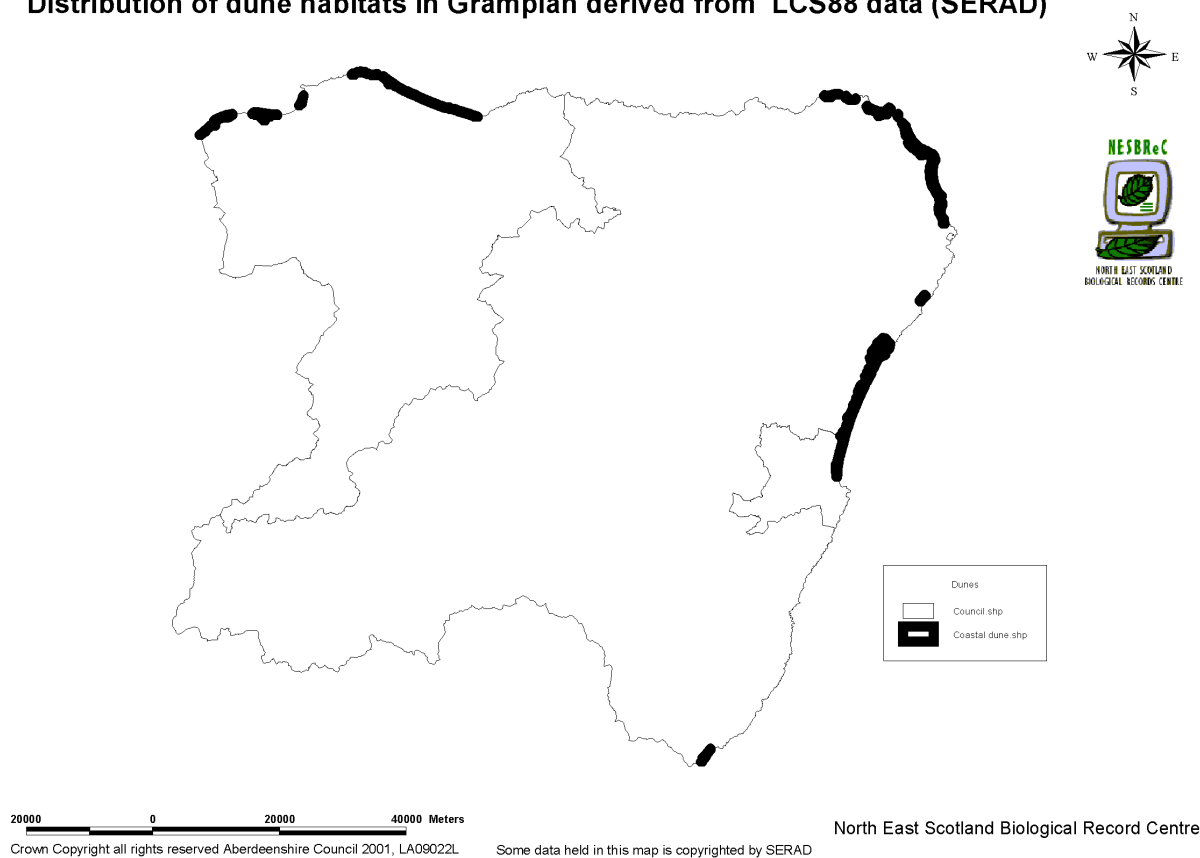 Distribution of dune habitats in Grampian derived from LCS88 data (SERAD)
N
W E
S
NESBReC
NORTH EAST SCOTLAND
BIOLOGICAL RECORDS CENTRE
Dunes
Council.shp
Coastal dune.shp
20000 0 20000 40000 Meters
North East Scotland Biological Record Centre
Crown Copyright all rights reserved Aberdeenshire Council 2001, LA09022L
Some data held in this map is copyrighted by SERAD